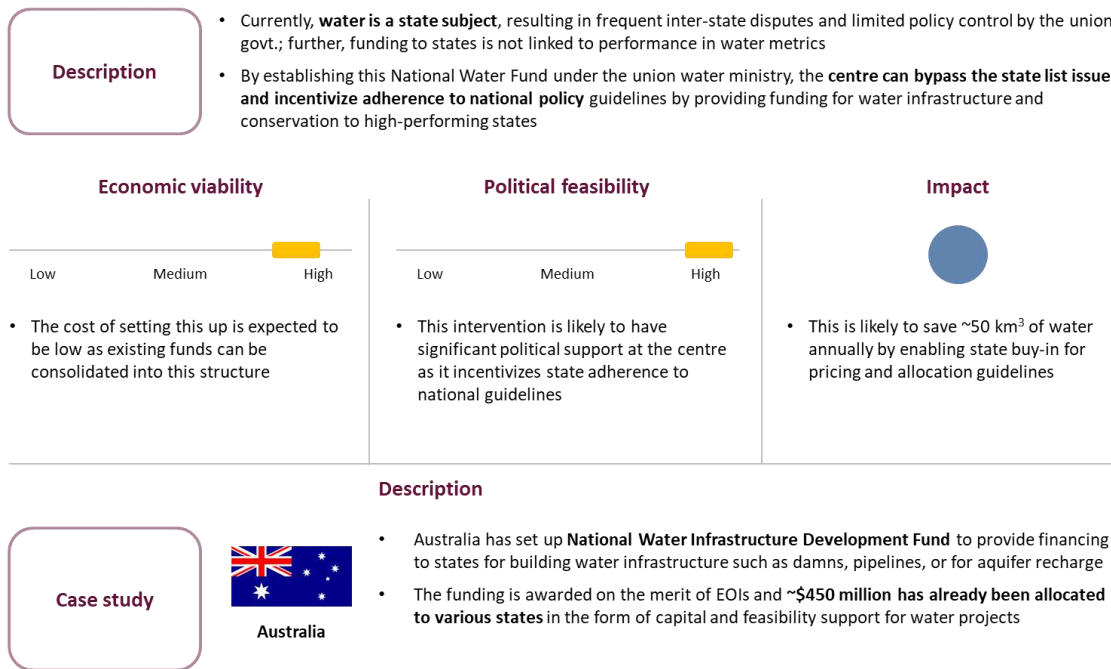 Description
• Currently, water is a state subject, resulting in frequent inter-state disputes and limited policy control by the union
govt.; further, funding to states is not linked to performance in water metrics
• By establishing this National Water Fund under the union water ministry, the centre can bypass the state list issue
and incentivize adherence to national policy guidelines by providing funding for water infrastructure and
conservation to high-performing states
Economic viability
Low Medium High
• The cost of setting this up is expected to
be low as existing funds can be
consolidated into this structure
Political feasibility
Low Medium High
• This intervention is likely to have
significant political support at the centre
as it incentivizes state adherence to
national guidelines
Impact
• This is likely to save ~50 km³ of water
annually by enabling state buy-in for
pricing and allocation guidelines
Case study
Australia
Description
• Australia has set up National Water Infrastructure Development Fund to provide financing
to states for building water infrastructure such as damns, pipelines, or for aquifer recharge
• The funding is awarded on the merit of EOIs and ~$450 million has already been allocated
to various states in the form of capital and feasibility support for water projects